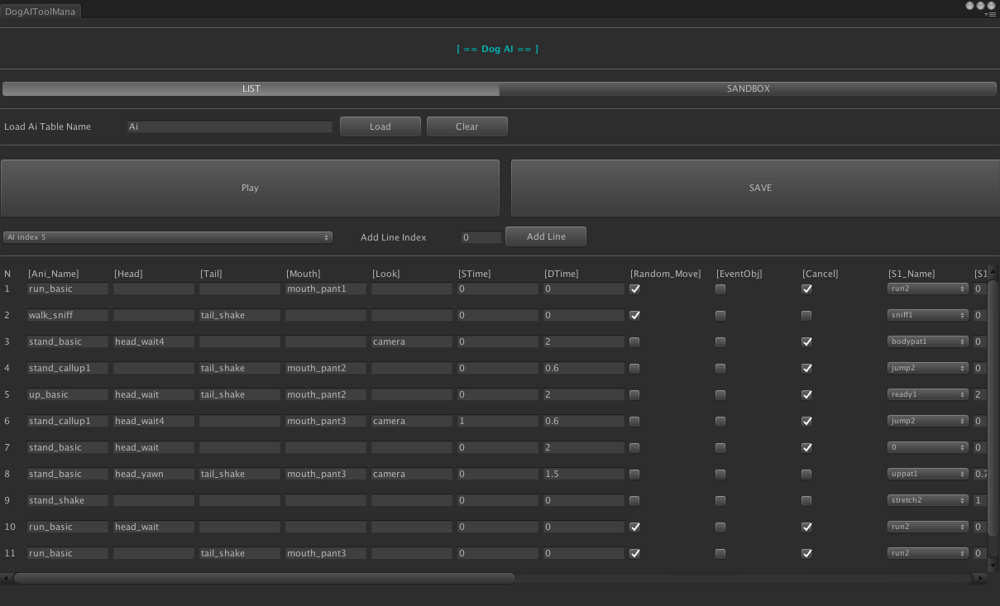 DogAIToolMana
[ == Dog AI == ]
LIST SANDBOX
Load Ai Table Name Ai Load Clear
Play SAVE
AI index 5 Add Line Index 0 Add Line
N [Ani_Name] [Head] [Tail] [Mouth] [Look] [STime] [DTime] [Random_Move] [EventObj] [Cancel] [S1_Name] [S1
1 run_basic mouth_pant1 0 0 run2 0
2 walk_sniff tail_shake 0 0 sniff1 0
3 stand_basic head_wait4 camera 0 2 bodypat1 0
4 stand_callup1 tail_shake mouth_pant2 0 0.6 jump2 0
5 up_basic head_wait tail_shake mouth_pant2 0 2 ready1 2
6 stand_callup1 head_wait4 mouth_pant3 camera 1 0.6 jump2 0
7 stand_basic head_wait 0 2 0 0
8 stand_basic head_yawn tail_shake mouth_pant3 camera 0 1.5 uppat1 0.7
9 stand_shake 0 0 stretch2 1
10 run_basic head_wait 0 0 run2 0
11 run_basic tail_shake mouth_pant3 0 0 run2 0